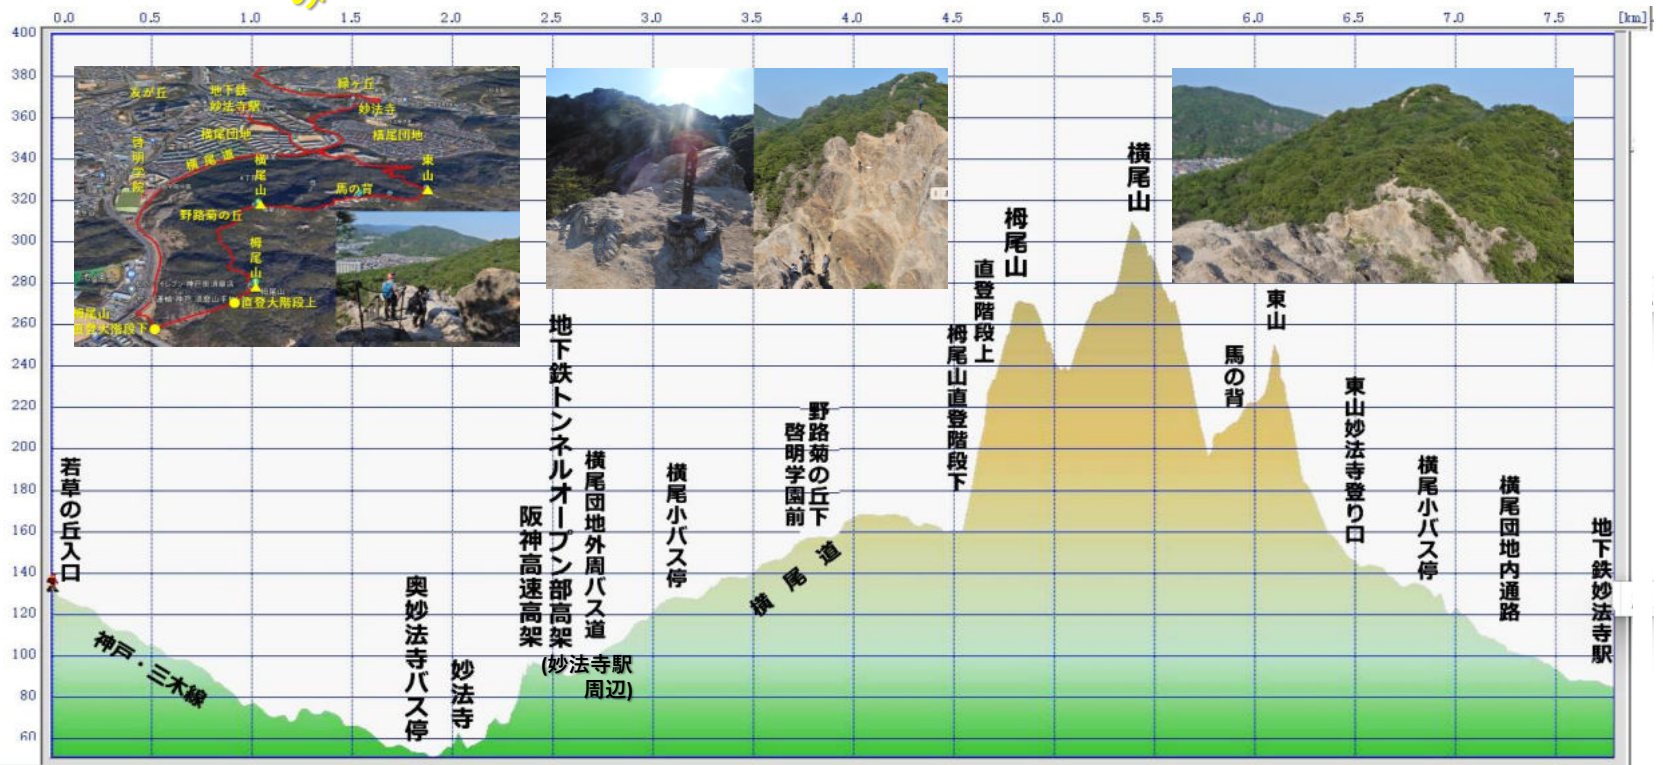 み
0.0 0.5 1.0 1.5 2.0 2.5 3.0 3.5 4.0 4.5 5.0 5.5 6.0 6.5 7.0 7.5 [km]
400
380
360
340
320
300
280
260
240
220
200
180
160
140
120
100
80
60
友が丘
地下鉄
妙法寺駅
緑ヶ丘
妙法寺
横尾団地
横尾団地
啓明学院
横尾道
横尾山
東山
馬の背
野路菊の丘
栂尾山
栂尾山
直登大階段上
栂尾山
直登大階段下
若草の丘入口
神戸・三木線
奥妙法寺バス停
妙法寺
阪神高速高架
地下鉄トンネルオープン部高架
(妙法寺駅
周辺)
横尾団地外周バス道
横尾小バス停
横尾道
啓明学園前
野路菊の丘下
栂尾山直登階段下
直登階段上
栂尾山
横尾山
馬の背
東山
東山妙法寺登り口
横尾小バス停
横尾団地内通路
地下鉄妙法寺駅